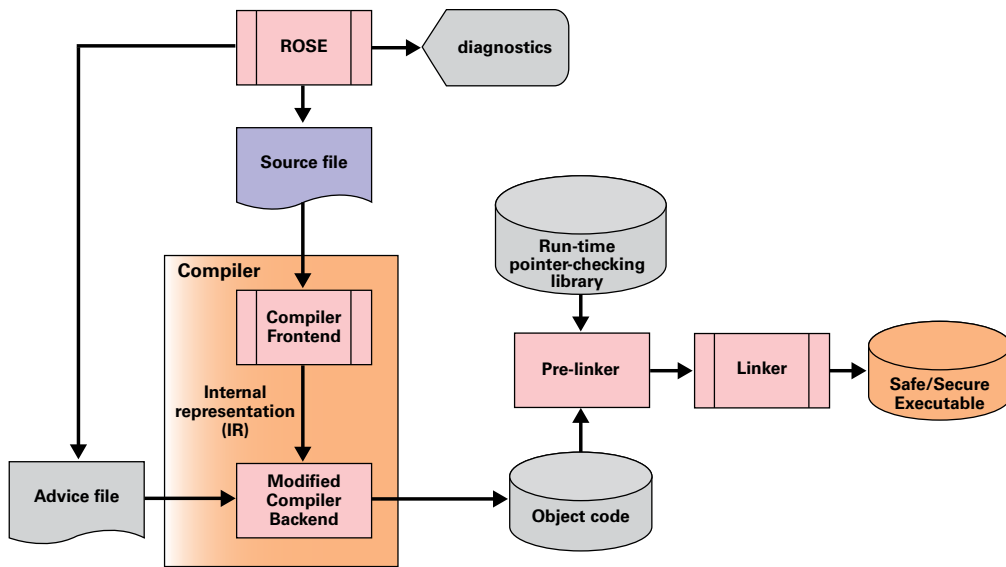 ROSE
diagnostics
Source file
Compiler
Compiler
Frontend
Internal
representation
(IR)
Advice file
Modified
Compiler
Backend
Run-time
pointer-checking
library
Pre-linker
Linker
Safe/Secure
Executable
Object code